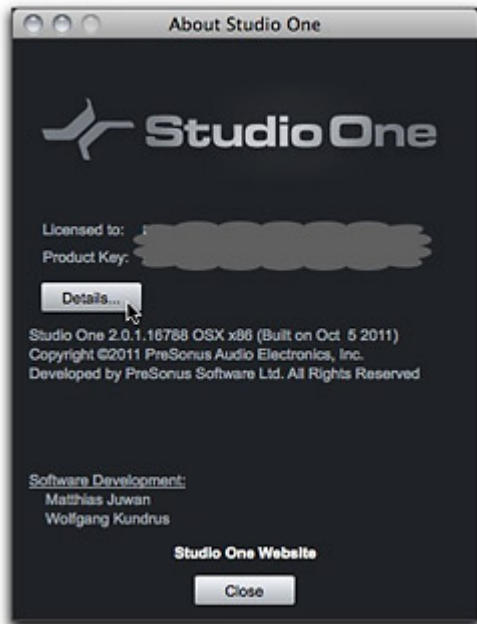 About Studio One
Studio One
Licensed to:
Product Key:
Details...
Studio One 2.0.1.16788 OSX x86 (Built on Oct 5 2011)
Copyright ©2011 PreSonus Audio Electronics, Inc.
Developed by PreSonus Software Ltd. All Rights Reserved
Software Development:
Matthias Juwan
Wolfgang Kundrus
Studio One Website
Close